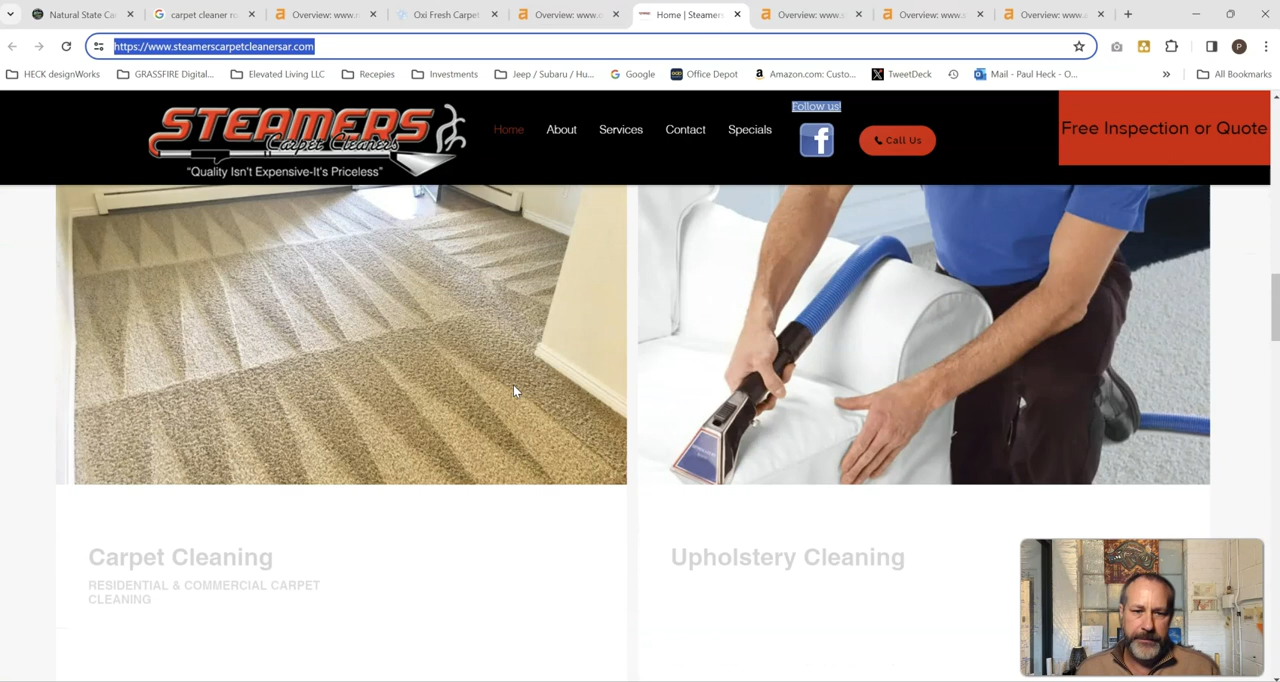 Natural State Ca
carpet cleaner ro
Overview: www.n
Oxi Fresh Carpet
Overview: www.o
Home | Steamers
Overview: www.s
Overview: www.s
Overview: www.a
https://www.steamerscarpetcleanersar.com
HECK designWorks
GRASSFIRE Digital...
Elevated Living LLC
Recepies
Investments
Jeep / Subaru / Hu...
Google
Office Depot
Amazon.com: Custo...
TweetDeck
Mail - Paul Heck - O...
All Bookmarks
STEAMERS
Carpet Cleaners
"Quality Isn't Expensive-It's Priceless"
Home
About
Services
Contact
Specials
Follow us!
Call Us
Free Inspection or Quote
Carpet Cleaning
RESIDENTIAL & COMMERCIAL CARPET
CLEANING
Upholstery Cleaning